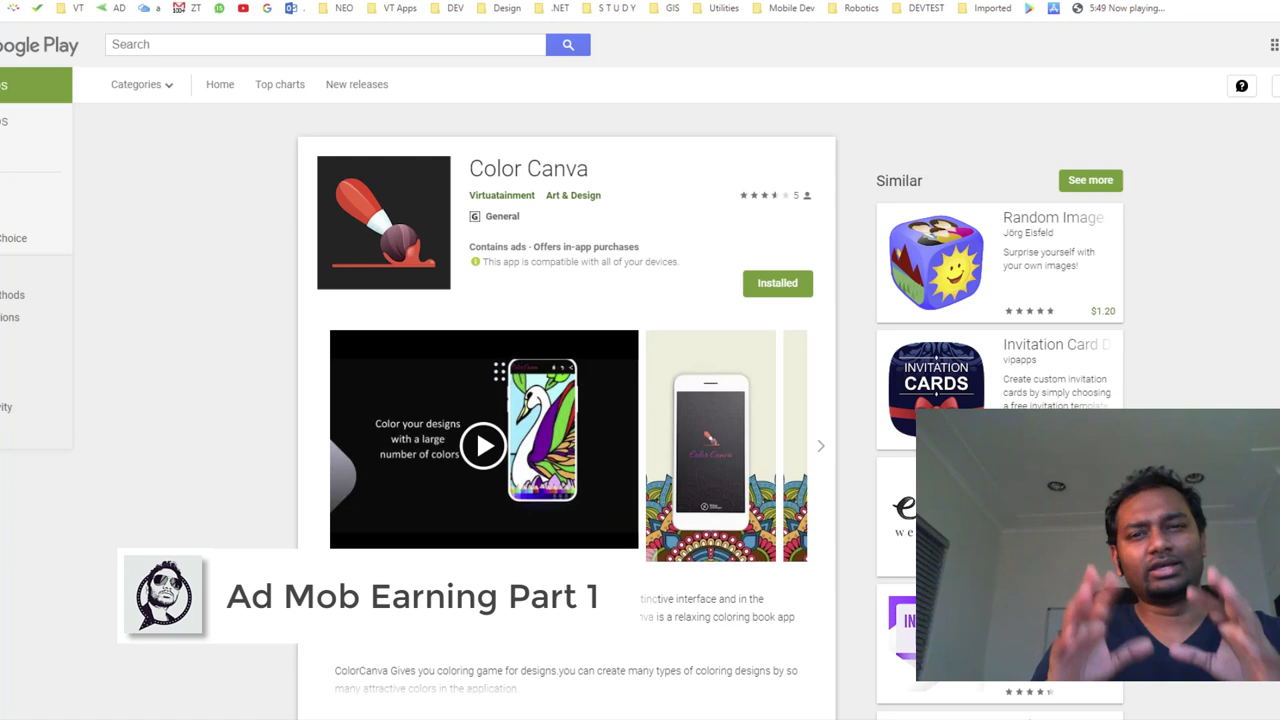 VT
AD
a
ZT
NEO
VT Apps
DEV
Design
.NET
S T U D Y
GIS
Utilities
Mobile Dev
Robotics
DEVTEST
Imported
5:49 Now playing...
ogle Play
Search
s
Categories
Home
Top charts
New releases
Choice
thods
ions
vity
Color Canva
Virtuatainment
Art & Design
5
G General
Contains ads · Offers in-app purchases
This app is compatible with all of your devices.
Installed
Color your designs
with a large
number of colors
Color Canva
Ad Mob Earning Part 1
tinctive interface and in the
nva is a relaxing coloring book app
ColorCanva Gives you coloring game for designs.you can create many types of coloring designs by so
many attractive colors in the application.
Similar
See more
Random Image
Jörg Eisfeld
Surprise yourself with
your own images!
$1.20
INVITATION
CARDS
Invitation Card D
vipapps
Create custom invitation
cards by simply choosing
a free invitation template
e
we
IN